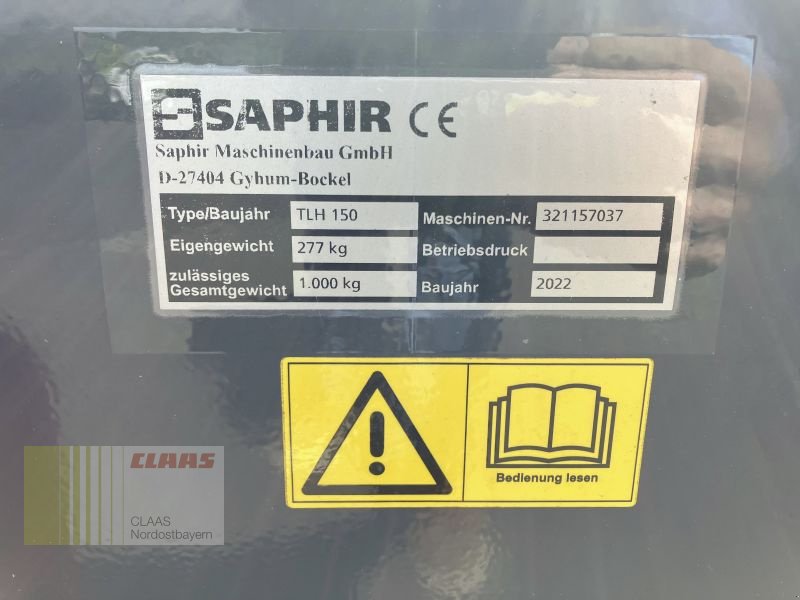 SAPHIR CE
Saphir Maschinenbau GmbH
D-27404 Gyhum-Bockel
Type/Baujahr TLH 150 Maschinen-Nr. 321157037
Eigengewicht 277 kg Betriebsdruck
zulässiges
Gesamtgewicht 1.000 kg Baujahr 2022
Bedienung lesen
CLAAS
CLAAS
Nordostbayern